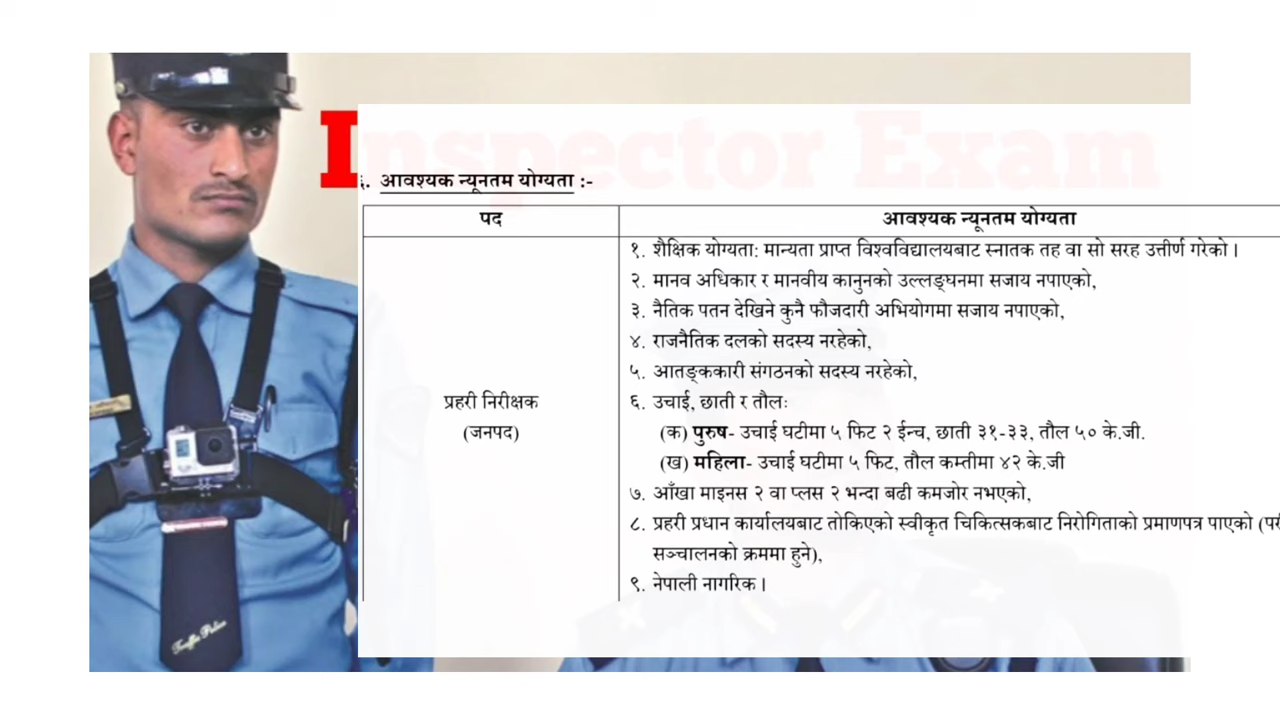 Inspector Exam
आवश्यक न्यूनतम योग्यता :-
पद
आवश्यक न्यूनतम योग्यता
प्रहरी निरीक्षक
(जनपद)
१. शैक्षिक योग्यता: मान्यता प्राप्त विश्वविद्यालयबाट स्नातक तह वा सो सरह उत्तीर्ण गरेको।
२. मानव अधिकार र मानवीय कानुनको उल्लङ्घनमा सजाय नपाएको,
३. नैतिक पतन देखिने कुनै फौजदारी अभियोगमा सजाय नपाएको,
४. राजनैतिक दलको सदस्य नरहेको,
५. आतङ्ककारी संगठनको सदस्य नरहेको,
६. उचाई, छाती र तौलः
(क) पुरुष- उचाई घटीमा ५ फिट २ ईन्च, छाती ३१-३३, तौल ५० के.जी.
(ख) महिला- उचाई घटीमा ५ फिट, तौल कम्तीमा ४२ के.जी
७. आँखा माइनस २ वा प्लस २ भन्दा बढी कमजोर नभएको,
८. प्रहरी प्रधान कार्यालयबाट तोकिएको स्वीकृत चिकित्सकबाट निरोगिताको प्रमाणपत्र पाएको
सञ्चालनको क्रममा हुने),
९. नेपाली नागरिक।
Traffic Police